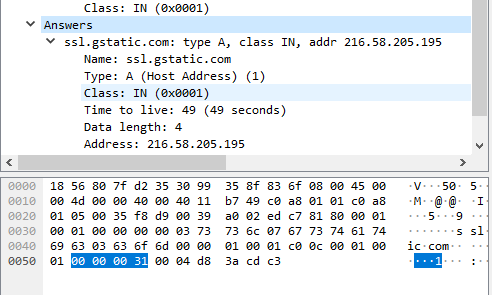 Class: IN (0x0001)
Answers
ssl.gstatic.com: type A, class IN, addr 216.58.205.195
Name: ssl.gstatic.com
Type: A (Host Address) (1)
Class: IN (0x0001)
Time to live: 49 (49 seconds)
Data length: 4
Address: 216.58.205.195
0000 18 56 80 7f d2 35 30 99 35 8f 83 6f 08 00 45 00 ·V···50· 5
0010 00 4d 00 00 40 00 40 11 b7 49 c0 a8 01 01 c0 a8 ·M··@·@· ·I
0020 01 05 00 35 f8 d9 00 39 a0 02 ed c7 81 80 00 01 ···5···9
0030 00 01 00 00 00 00 03 73 73 6c 07 67 73 74 61 74 ·······s sl
0040 69 63 03 63 6f 6d 00 00 01 00 01 c0 0c 00 01 00 ic·com··
0050 01 00 00 00 31 00 04 d8 3a cd c3 ····1··· :